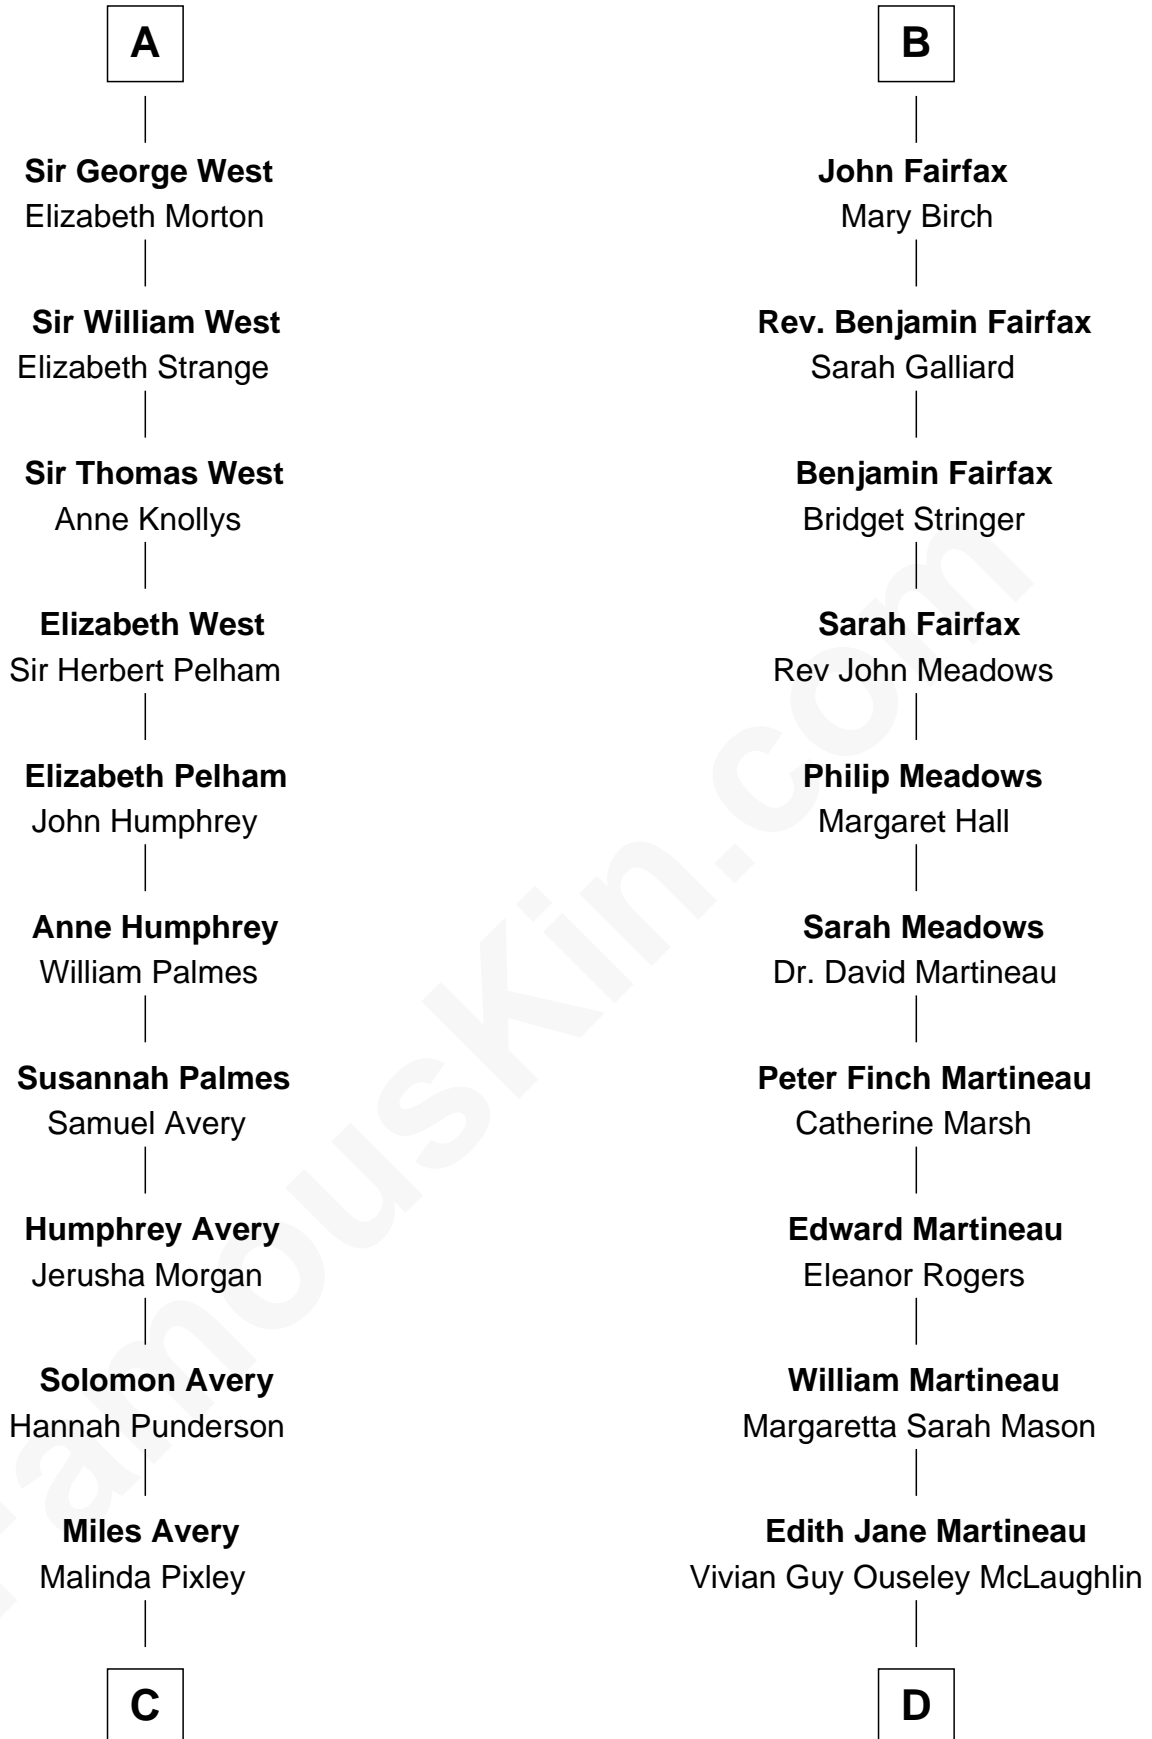 A
Sir George West
Elizabeth Morton
Sir William West
Elizabeth Strange
Sir Thomas West
Anne Knollys
Elizabeth West
Sir Herbert Pelham
Elizabeth Pelham
John Humphrey
Anne Humphrey
William Palmes
Susannah Palmes
Samuel Avery
Humphrey Avery
Jerusha Morgan
Solomon Avery
Hannah Punderson
Miles Avery
Malinda Pixley
C
B
John Fairfax
Mary Birch
Rev. Benjamin Fairfax
Sarah Galliard
Benjamin Fairfax
Bridget Stringer
Sarah Fairfax
Rev John Meadows
Philip Meadows
Margaret Hall
Sarah Meadows
Dr. David Martineau
Peter Finch Martineau
Catherine Marsh
Edward Martineau
Eleanor Rogers
William Martineau
Margaretta Sarah Mason
Edith Jane Martineau
Vivian Guy Ouseley McLaughlin
D
FamousKin.com